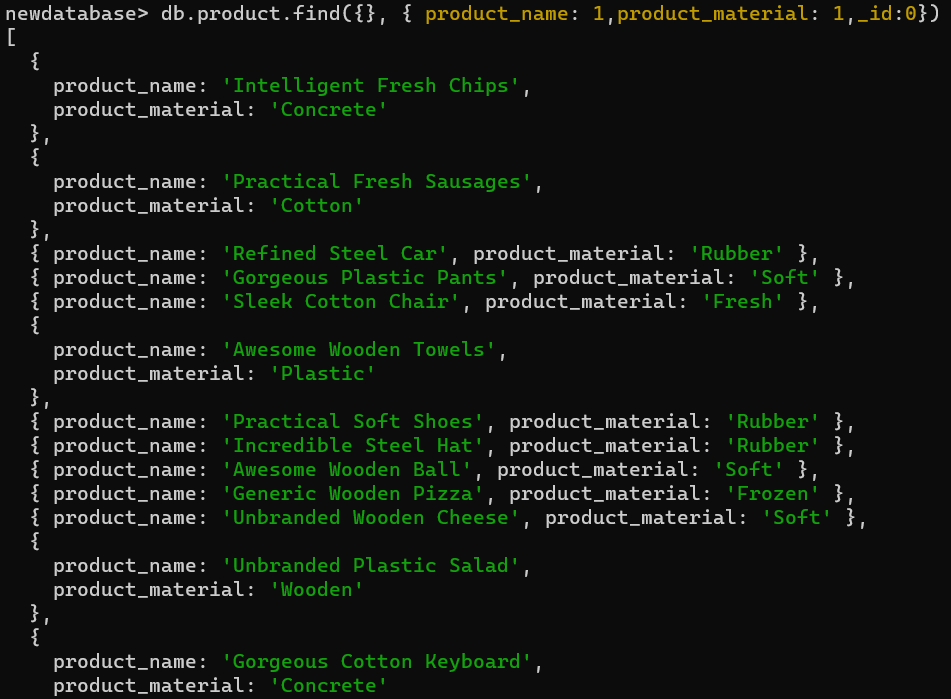 newdatabase> db.product.find({}, { product_name: 1,product_material: 1,_id:0})
[
  {
    product_name: 'Intelligent Fresh Chips',
    product_material: 'Concrete'
  },
  {
    product_name: 'Practical Fresh Sausages',
    product_material: 'Cotton'
  },
  { product_name: 'Refined Steel Car', product_material: 'Rubber' },
  { product_name: 'Gorgeous Plastic Pants', product_material: 'Soft' },
  { product_name: 'Sleek Cotton Chair', product_material: 'Fresh' },
  {
    product_name: 'Awesome Wooden Towels',
    product_material: 'Plastic'
  },
  { product_name: 'Practical Soft Shoes', product_material: 'Rubber' },
  { product_name: 'Incredible Steel Hat', product_material: 'Rubber' },
  { product_name: 'Awesome Wooden Ball', product_material: 'Soft' },
  { product_name: 'Generic Wooden Pizza', product_material: 'Frozen' },
  { product_name: 'Unbranded Wooden Cheese', product_material: 'Soft' },
  {
    product_name: 'Unbranded Plastic Salad',
    product_material: 'Wooden'
  },
  {
    product_name: 'Gorgeous Cotton Keyboard',
    product_material: 'Concrete'